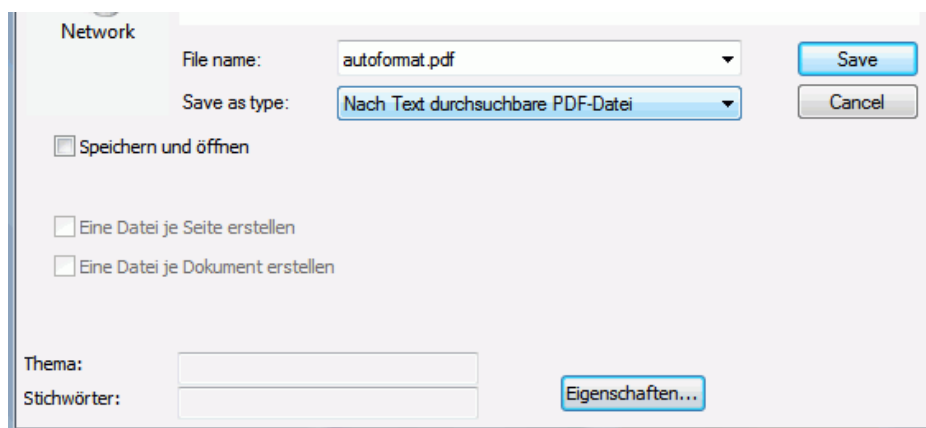 Network
File name: autoformat.pdf Save
Save as type: Nach Text durchsuchbare PDF-Datei Cancel
Speichern und öffnen
Eine Datei je Seite erstellen
Eine Datei je Dokument erstellen
Thema:
Stichwörter: Eigenschaften...